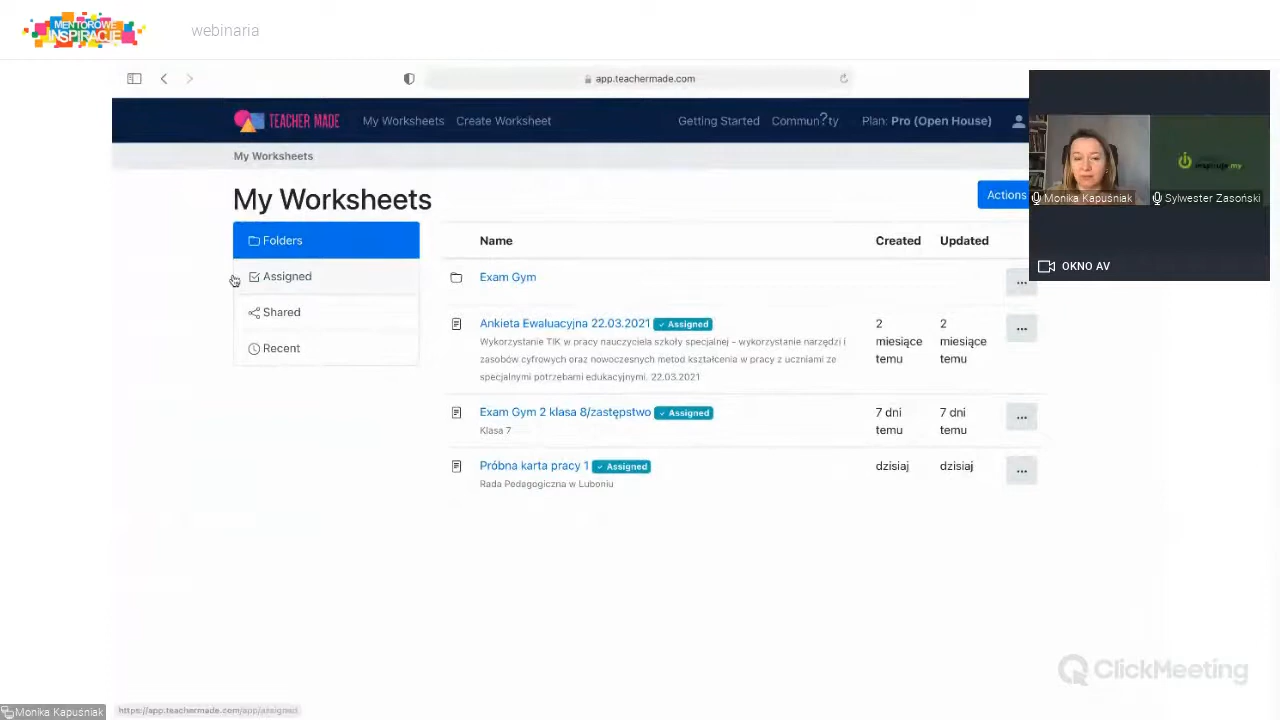 MENTOROWE
INSPIRACJE
webinaria
app.teachermade.com
TEACHER MADE
My Worksheets
Create Worksheet
Getting Started
Commun?ty
Plan: Pro (Open House)
My Worksheets
My Worksheets
Actions
Folders
Assigned
Shared
Recent
Name
Created
Updated
Exam Gym
Ankieta Ewaluacyjna 22.03.2021
Assigned
Wykorzystanie TIK w pracy nauczyciela szkoły specjalnej - wykorzystanie narzędzi i
zasobów cyfrowych oraz nowoczesnych metod kształcenia w pracy z uczniami ze
specjalnymi potrzebami edukacyjnymi. 22.03.2021
2
miesiące
temu
2
miesiące
temu
Exam Gym 2 klasa 8/zastępstwo
Assigned
Klasa 7
7 dni
temu
7 dni
temu
Próbna karta pracy 1
Assigned
Rada Pedagogiczna w Luboniu
dzisiaj
dzisiaj
inspiruje.my
Monika Kapuśniak
Sylwester Zasoński
OKNO AV
ClickMeeting
Monika Kapuśniak
https://app.teachermade.com/app/assigned